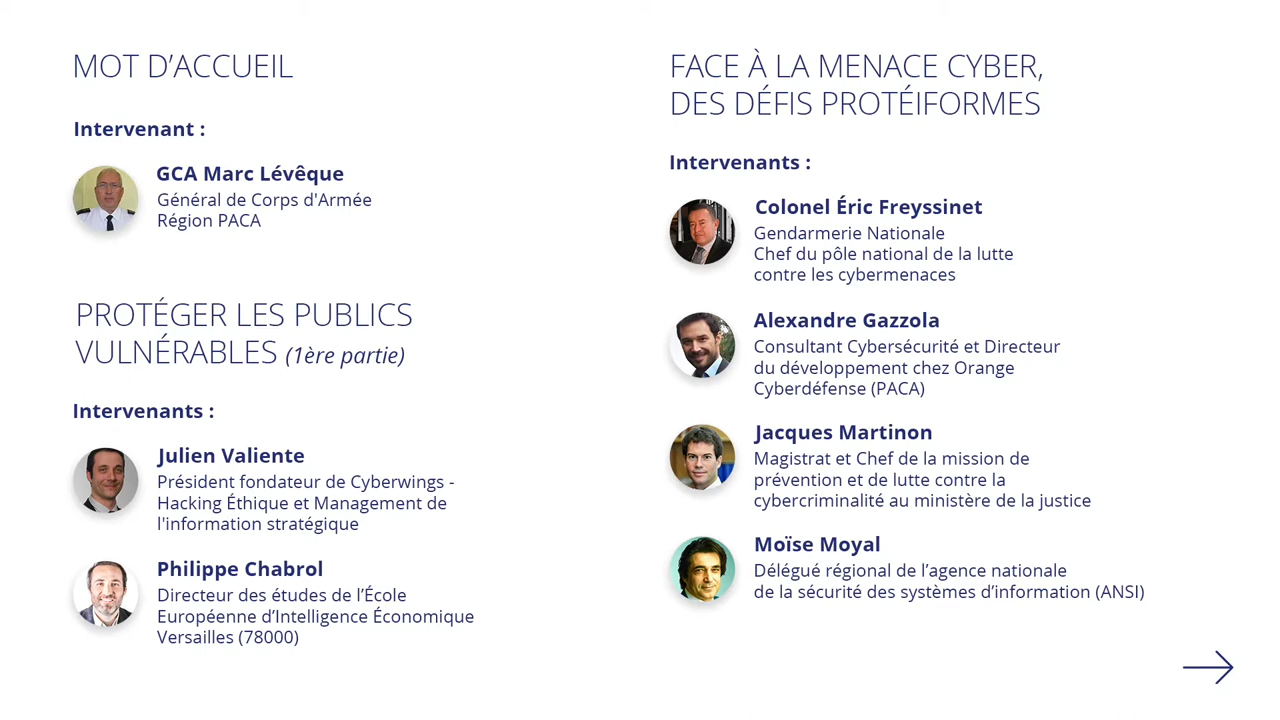 MOT D’ACCUEIL
Intervenant :
GCA Marc Lévêque
Général de Corps d'Armée
Région PACA
PROTÉGER LES PUBLICS
VULNÉRABLES (1ère partie)
Intervenants :
Julien Valiente
Président fondateur de Cyberwings -
Hacking Éthique et Management de
l'information stratégique
Philippe Chabrol
Directeur des études de l’École
Européenne d’Intelligence Économique
Versailles (78000)
FACE À LA MENACE CYBER,
DES DÉFIS PROTÉIFORMES
Intervenants :
Colonel Éric Freyssinet
Gendarmerie Nationale
Chef du pôle national de la lutte
contre les cybermenaces
Alexandre Gazzola
Consultant Cybersécurité et Directeur
du développement chez Orange
Cyberdéfense (PACA)
Jacques Martinon
Magistrat et Chef de la mission de
prévention et de lutte contre la
cybercriminalité au ministère de la justice
Moïse Moyal
Délégué régional de l’agence nationale
de la sécurité des systèmes d’information (ANSI)